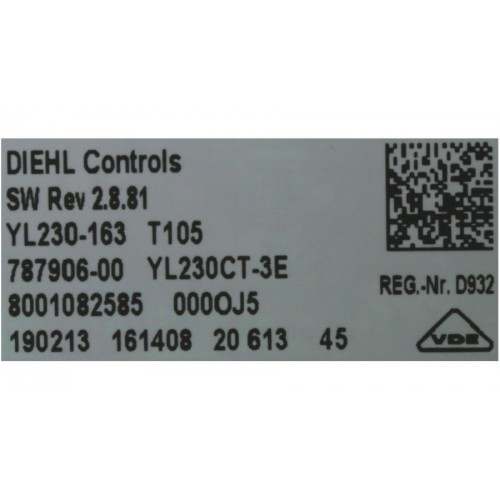 DIEHL Controls
SW Rev 2.8.81
YL230-163 T105
787906-00 YL230CT-3E
8001082585 000OJ5
190213 161408 20 613 45
REG.-Nr. D932
VDE